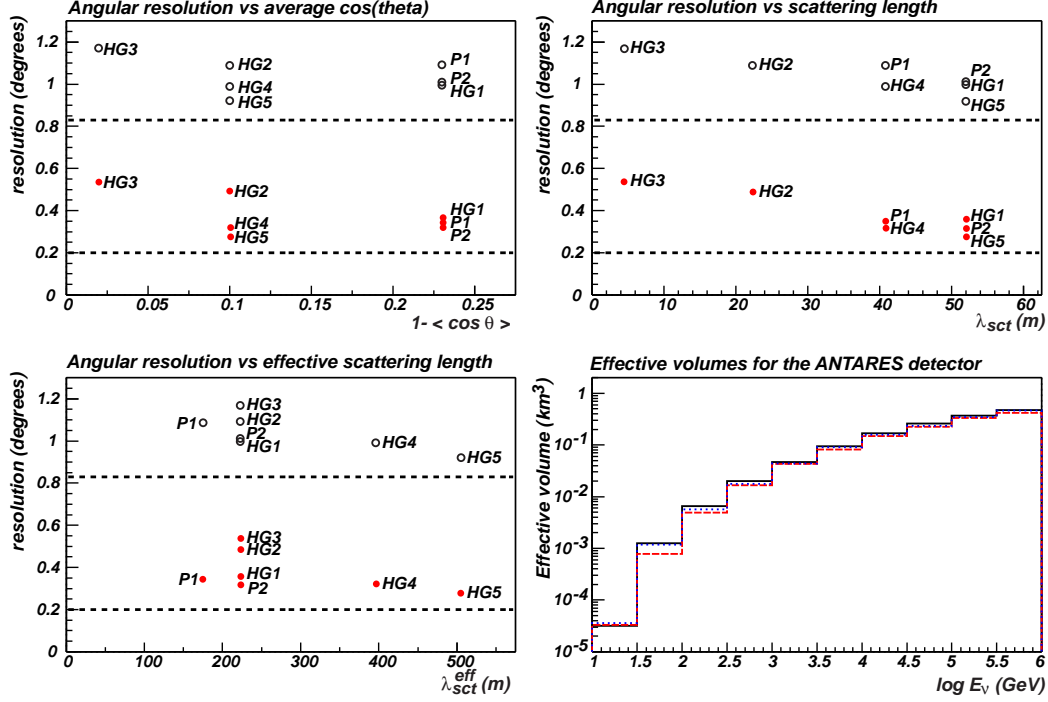 Angular resolution vs average cos(theta)
resolution (degrees)
1.2
1
0.8
0.6
0.4
0.2
0
HG3
HG2
HG4
HG5
P1
P2
HG1
HG3
HG2
HG4
HG5
HG1
P1
P2
0 0.05 0.1 0.15 0.2 0.25
1- < cos θ >
Angular resolution vs scattering length
resolution (degrees)
1.2
1
0.8
0.6
0.4
0.2
0
HG3
HG2
P1
HG4
P2
HG1
HG5
HG3
HG2
P1
HG4
HG1
P2
HG5
0 10 20 30 40 50 60
λsct (m)
Angular resolution vs effective scattering length
resolution (degrees)
1.2
1
0.8
0.6
0.4
0.2
0
P1
HG3
HG2
P2
HG1
HG4
HG5
HG3
HG2
P1
HG1
P2
HG4
HG5
0 100 200 300 400 500
λsct^eff (m)
Effective volumes for the ANTARES detector
Effective volume (km³)
1
10⁻¹
10⁻²
10⁻³
10⁻⁴
10⁻⁵
1 1.5 2 2.5 3 3.5 4 4.5 5 5.5 6
log Eν (GeV)